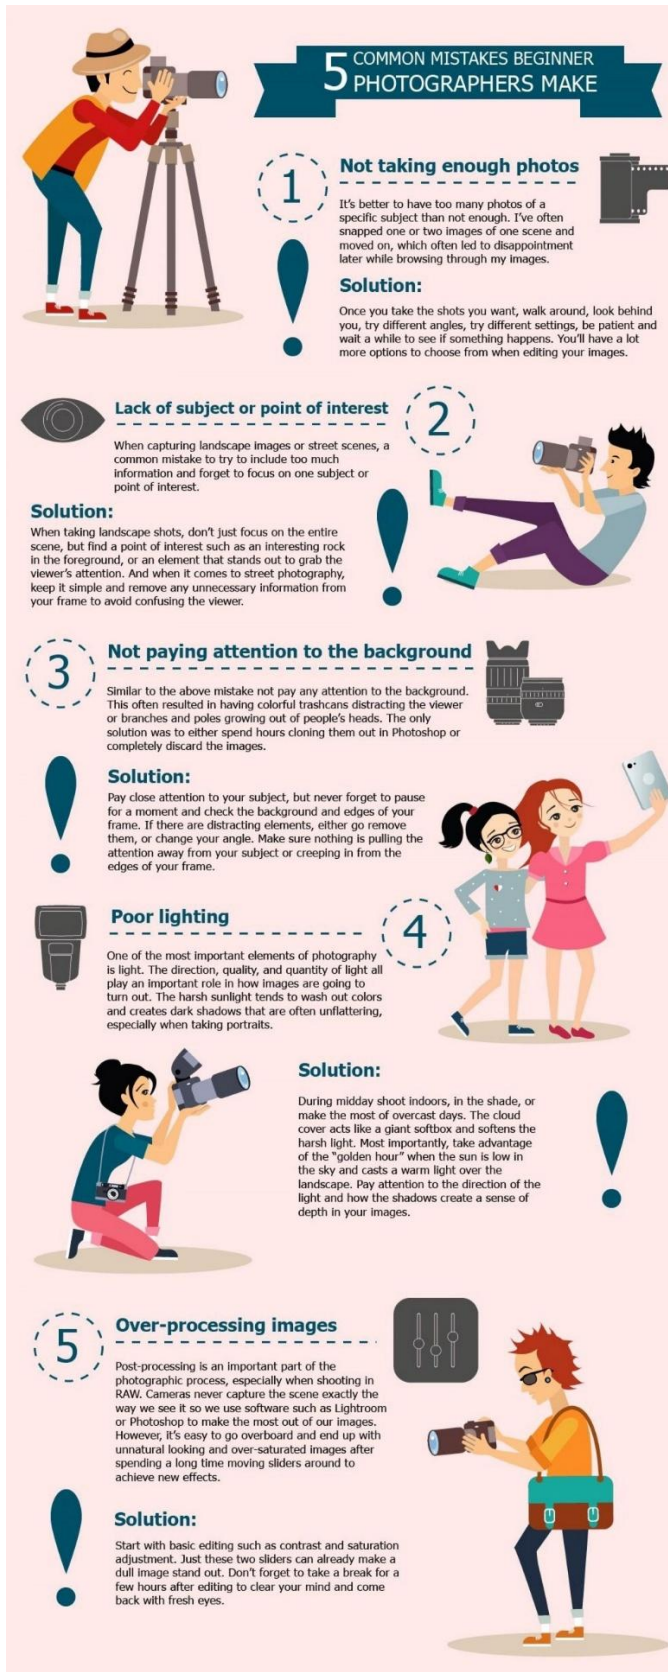 5 COMMON MISTAKES BEGINNER
PHOTOGRAPHERS MAKE
1
Not taking enough photos
It's better to have too many photos of a
specific subject than not enough. I've often
snapped one or two images of one scene and
moved on, which often led to disappointment
later while browsing through my images.
Solution:
Once you take the shots you want, walk around, look behind
you, try different angles, try different settings, be patient and
wait a while to see if something happens. You'll have a lot
more options to choose from when editing your images.
Lack of subject or point of interest
2
When capturing landscape images or street scenes, a
common mistake to try to include too much
information and forget to focus on one subject or
point of interest.
Solution:
When taking landscape shots, don't just focus on the entire
scene, but find a point of interest such as an interesting rock
in the foreground, or an element that stands out to grab the
viewer's attention. And when it comes to street photography,
keep it simple and remove any unnecessary information from
your frame to avoid confusing the viewer.
3
Not paying attention to the background
Similar to the above mistake not pay any attention to the background.
This often resulted in having colorful trashcans distracting the viewer
or branches and poles growing out of people's heads. The only
solution was to either spend hours cloning them out in Photoshop or
completely discard the images.
Solution:
Pay close attention to your subject, but never forget to pause
for a moment and check the background and edges of your
frame. If there are distracting elements, either go remove
them, or change your angle. Make sure nothing is pulling the
attention away from your subject or creeping in from the
edges of your frame.
Poor lighting
4
One of the most important elements of photography
is light. The direction, quality, and quantity of light all
play an important role in how images are going to
turn out. The harsh sunlight tends to wash out colors
and creates dark shadows that are often unflattering,
especially when taking portraits.
Solution:
During midday shoot indoors, in the shade, or
make the most of overcast days. The cloud
cover acts like a giant softbox and softens the
harsh light. Most importantly, take advantage
of the "golden hour" when the sun is low in
the sky and casts a warm light over the
landscape. Pay attention to the direction of the
light and how the shadows create a sense of
depth in your images.
5
Over-processing images
Post-processing is an important part of the
photographic process, especially when shooting in
RAW. Cameras never capture the scene exactly the
way we see it so we use software such as Lightroom
or Photoshop to make the most out of our images.
However, it's easy to go overboard and end up with
unnatural looking and over-saturated images after
spending a long time moving sliders around to
achieve new effects.
Solution:
Start with basic editing such as contrast and saturation
adjustment. Just these two sliders can already make a
dull image stand out. Don't forget to take a break for a
few hours after editing to clear your mind and come
back with fresh eyes.